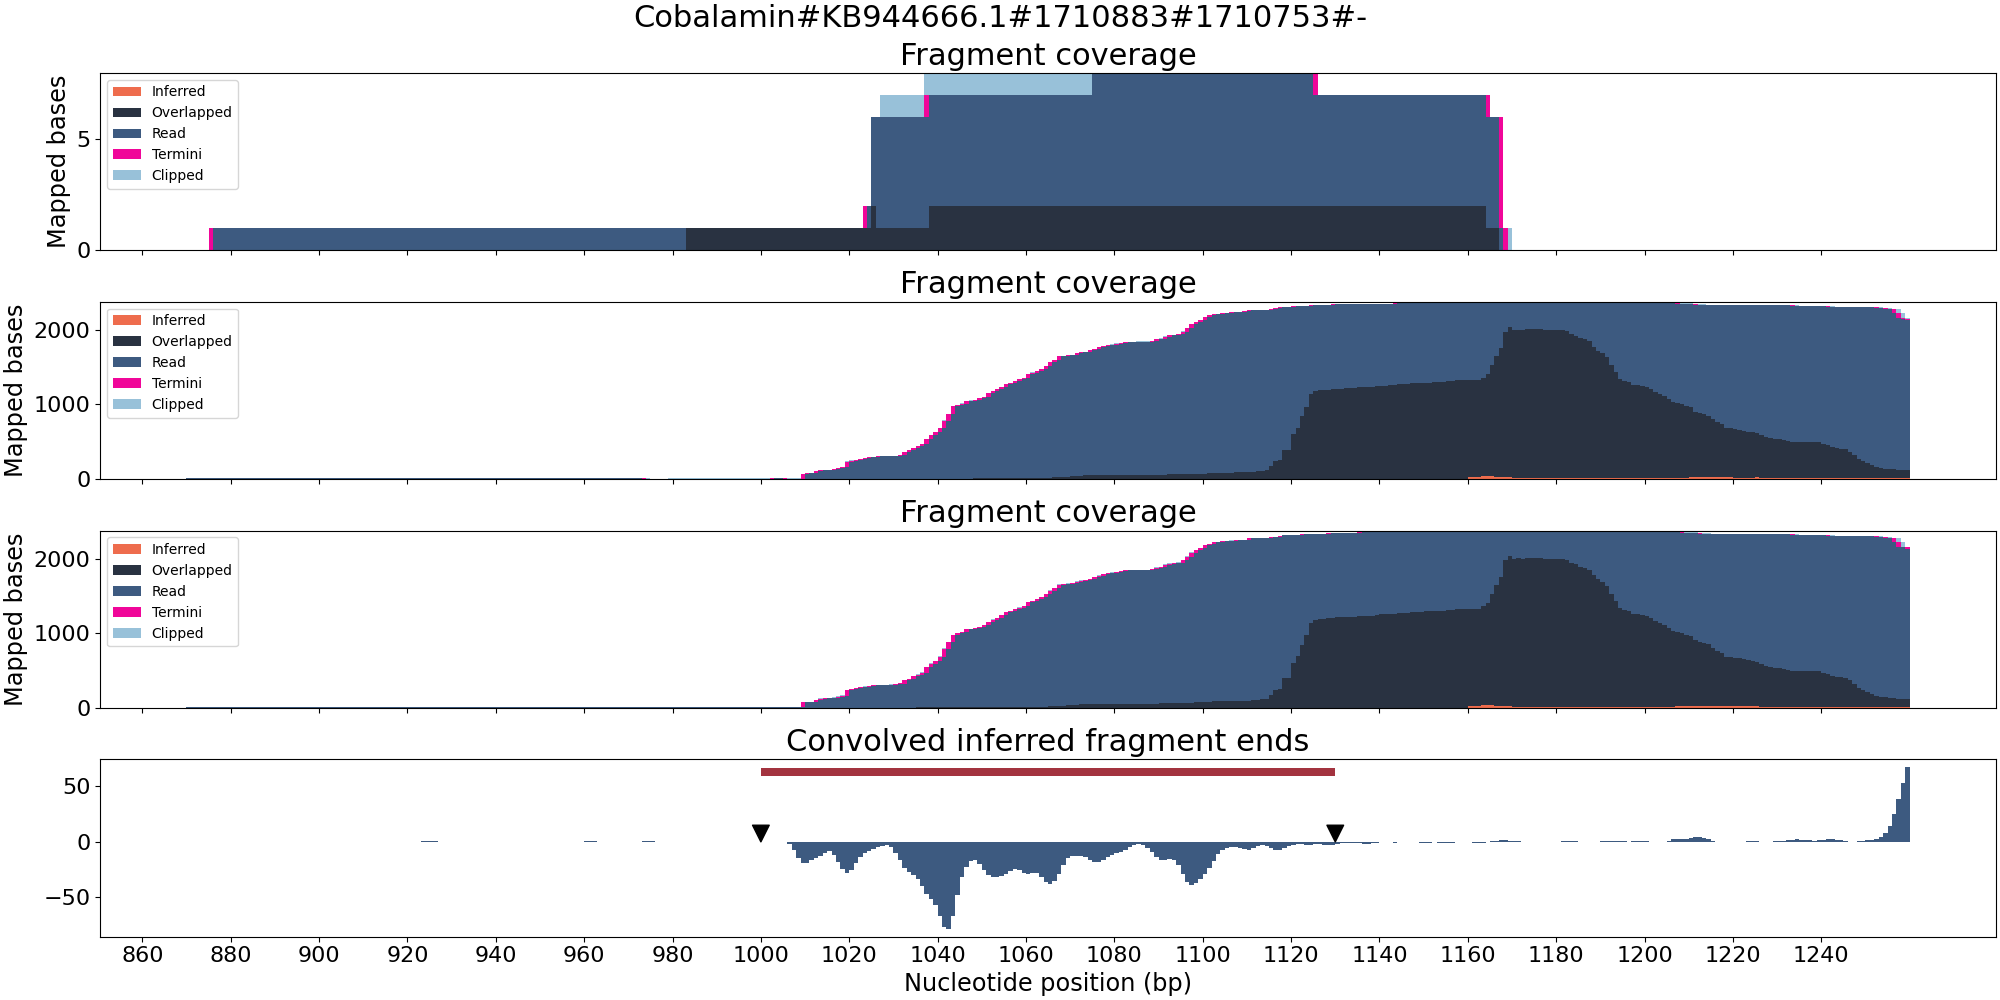 Cobalamin#KB944666.1#1710883#1710753#-
Fragment coverage
Mapped bases
5
0
Inferred
Overlapped
Read
Termini
Clipped
Fragment coverage
Mapped bases
2000
1000
0
Inferred
Overlapped
Read
Termini
Clipped
Fragment coverage
Mapped bases
2000
1000
0
Inferred
Overlapped
Read
Termini
Clipped
Convolved inferred fragment ends
50
0
−50
860 880 900 920 940 960 980 1000 1020 1040 1060 1080 1100 1120 1140 1160 1180 1200 1220 1240
Nucleotide position (bp)